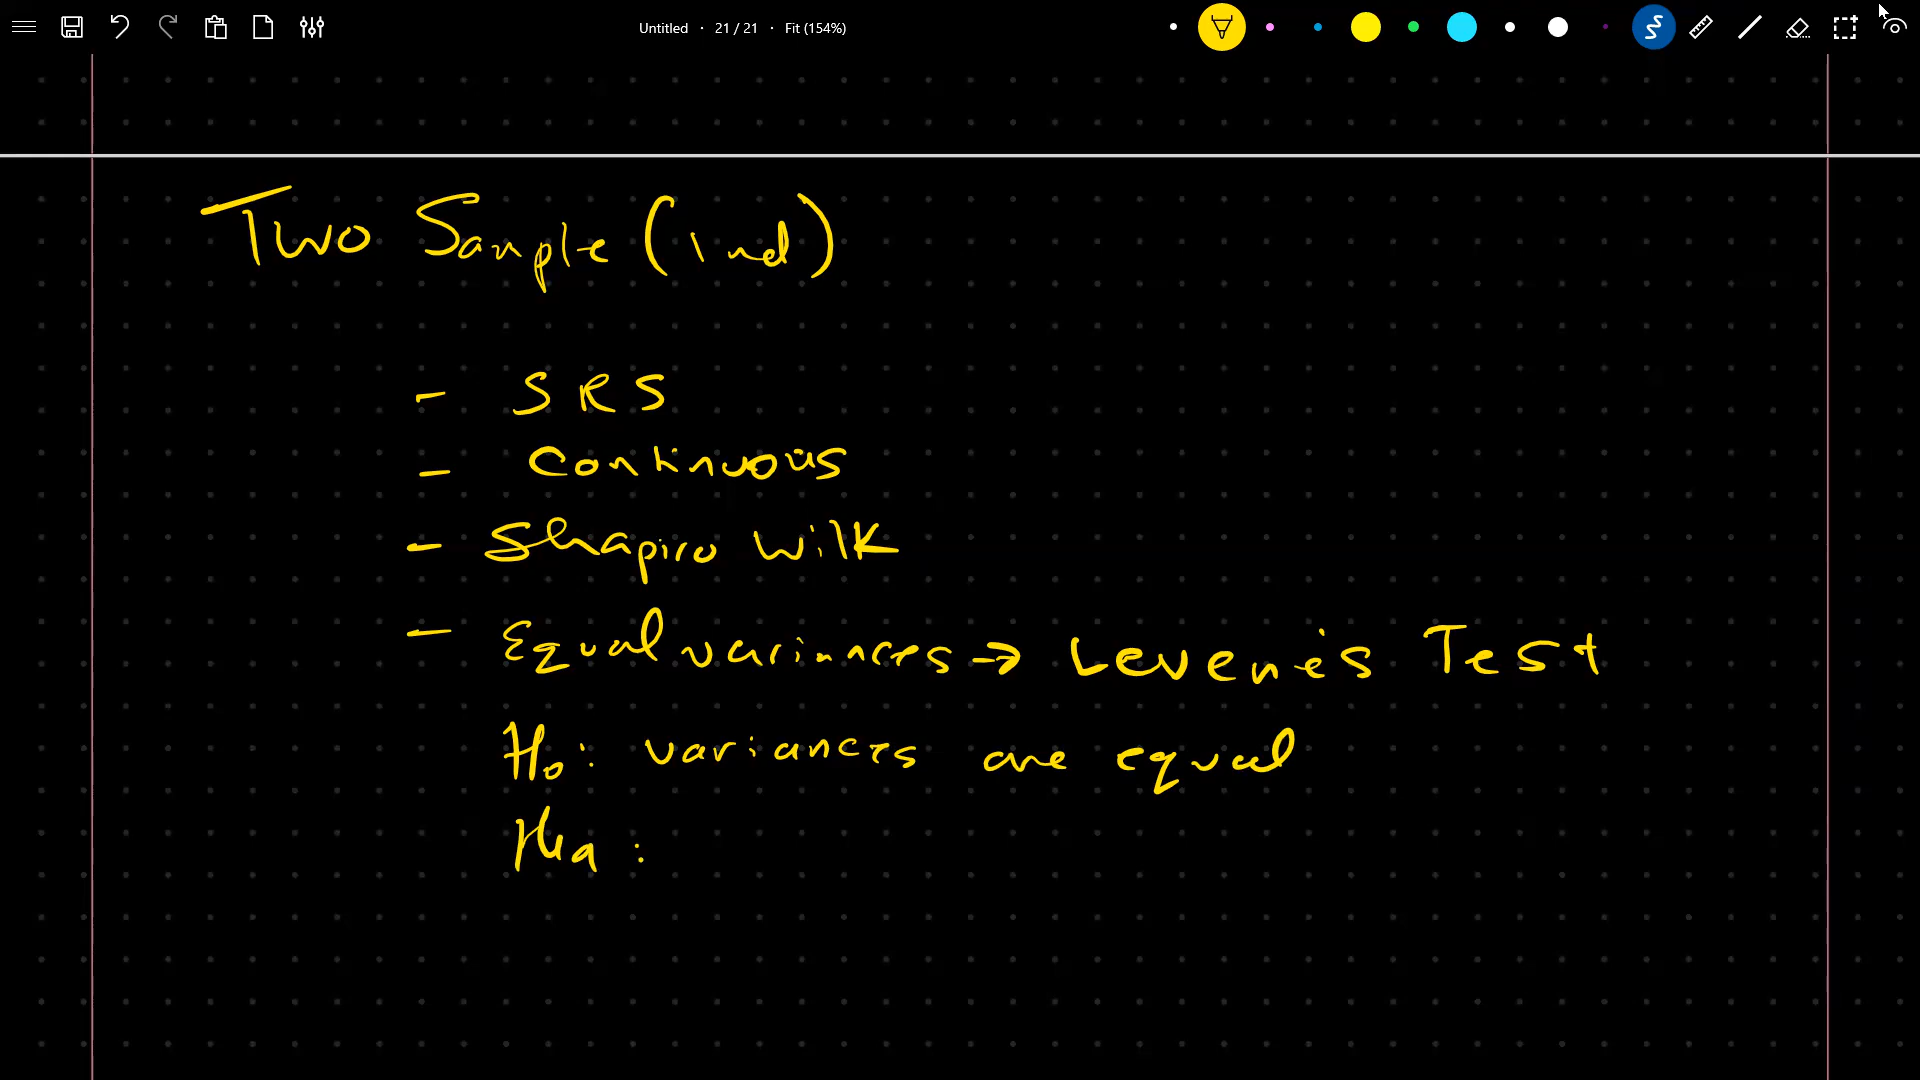 Untitled · 21 / 21 · Fit (154%)
Two Sample (ind)
- SRS
- Continuous
- Shapiro Wilk
- Equal variances → Levene's Test
H₀: variances are equal
Ha: